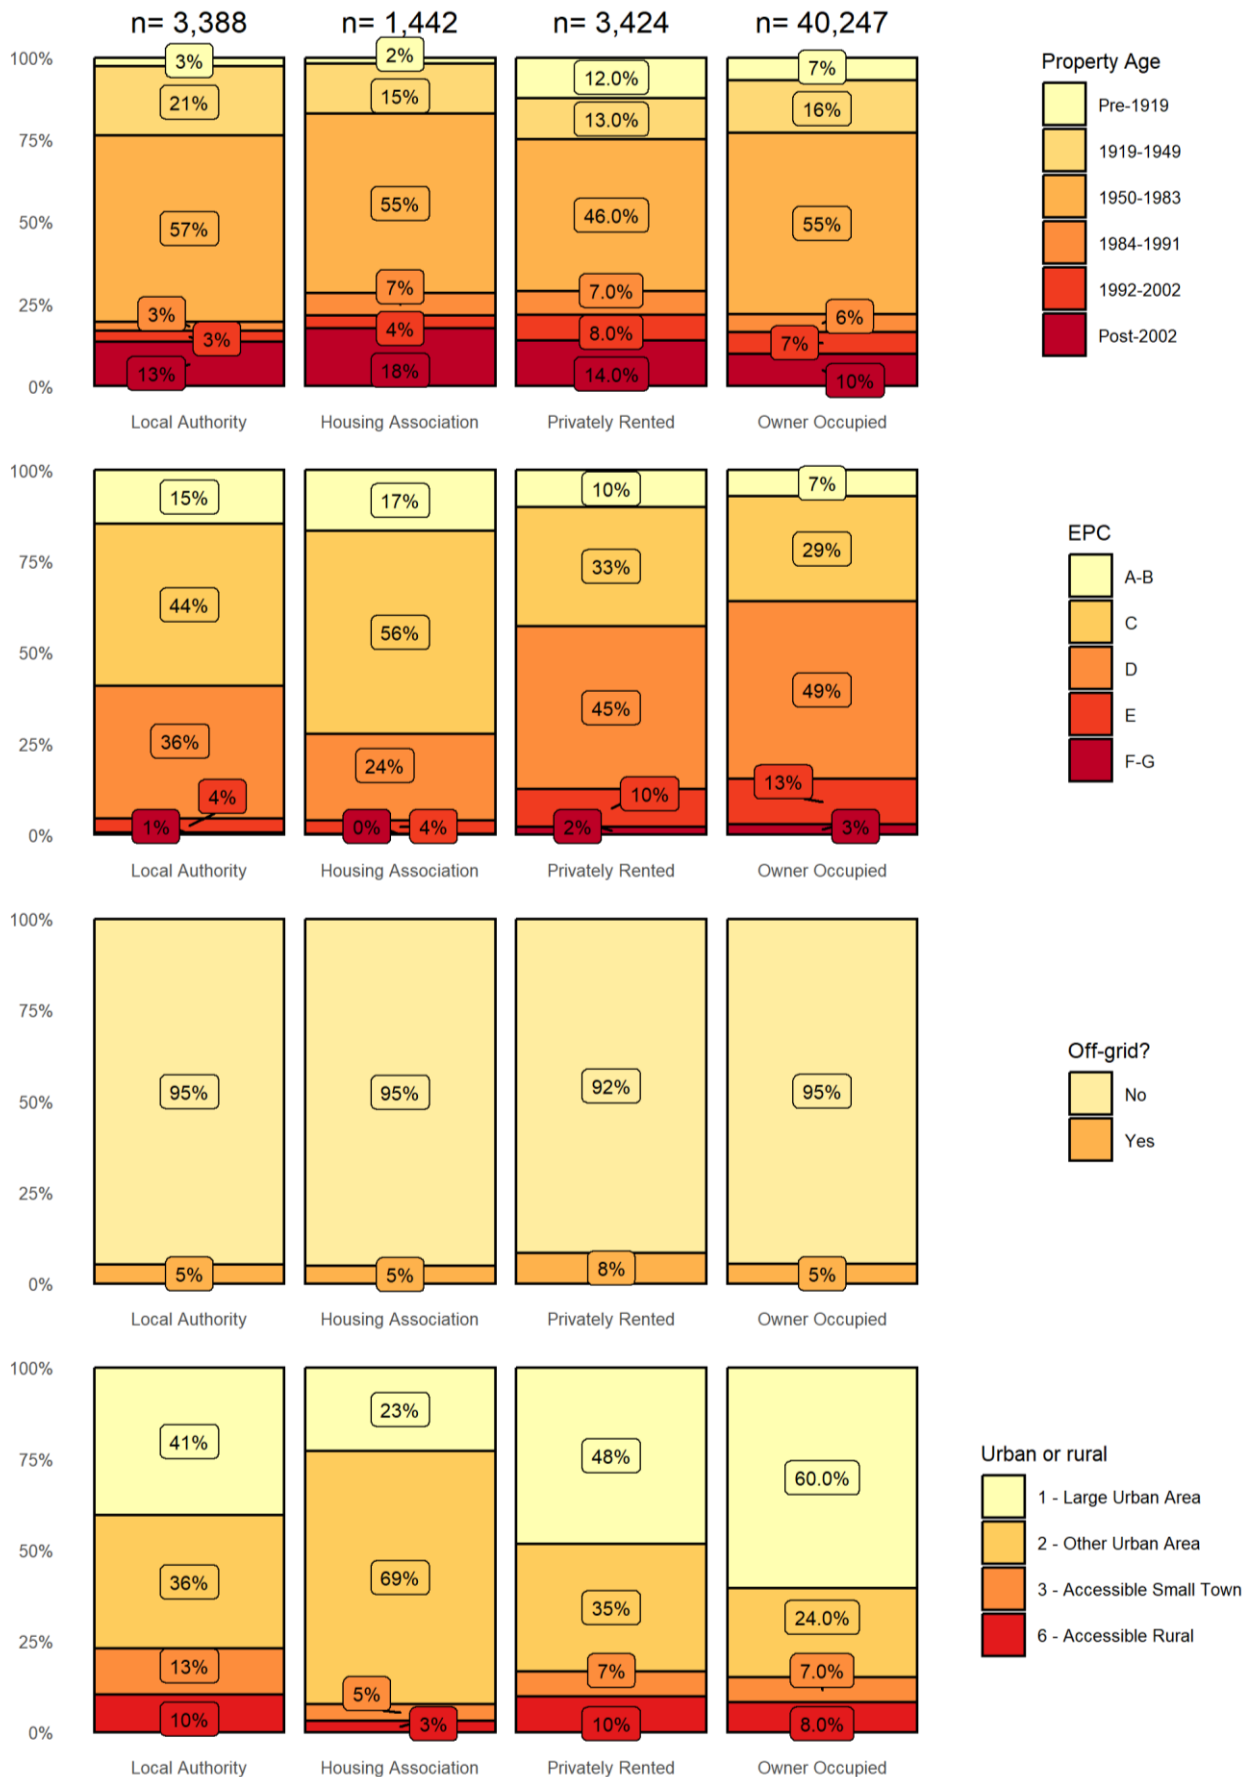 n= 3,388 n= 1,442 n= 3,424 n= 40,247
100%
75%
50%
25%
0%
3% 2% 12.0% 7%
21% 15% 13.0% 16%
57% 55% 46.0% 55%
3% 7% 7.0% 6%
3% 4% 8.0% 7%
13% 18% 14.0% 10%
Local Authority Housing Association Privately Rented Owner Occupied
Property Age
Pre-1919
1919-1949
1950-1983
1984-1991
1992-2002
Post-2002
100%
75%
50%
25%
0%
15% 17% 10% 7%
44% 56% 33% 29%
36% 24% 45% 49%
4% 4% 10% 13%
1% 0% 2% 3%
Local Authority Housing Association Privately Rented Owner Occupied
EPC
A-B
C
D
E
F-G
100%
75%
50%
25%
0%
95% 95% 92% 95%
5% 5% 8% 5%
Local Authority Housing Association Privately Rented Owner Occupied
Off-grid?
No
Yes
100%
75%
50%
25%
0%
41% 23% 48% 60.0%
36% 69% 35% 24.0%
13% 5% 7% 7.0%
10% 3% 10% 8.0%
Local Authority Housing Association Privately Rented Owner Occupied
Urban or rural
1 - Large Urban Area
2 - Other Urban Area
3 - Accessible Small Town
6 - Accessible Rural